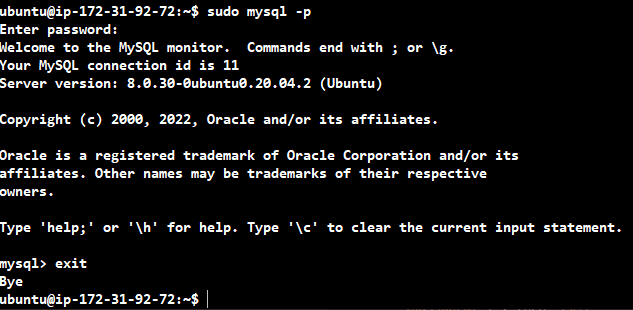 ubuntu@ip-172-31-92-72:~$ sudo mysql -p
Enter password:
Welcome to the MySQL monitor.  Commands end with ; or \g.
Your MySQL connection id is 11
Server version: 8.0.30-0ubuntu0.20.04.2 (Ubuntu)
Copyright (c) 2000, 2022, Oracle and/or its affiliates.
Oracle is a registered trademark of Oracle Corporation and/or its
affiliates. Other names may be trademarks of their respective
owners.
Type 'help;' or '\h' for help. Type '\c' to clear the current input statement.
mysql> exit
Bye
ubuntu@ip-172-31-92-72:~$